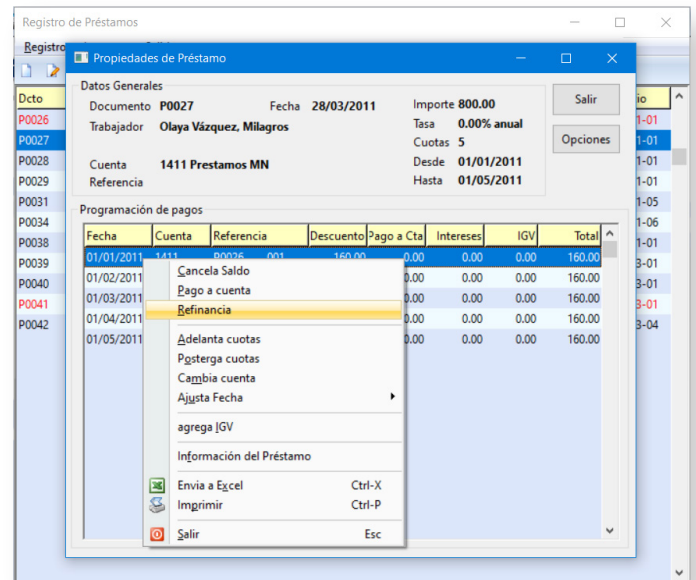 Registro de Préstamos
Registro
Propiedades de Préstamo
Datos Generales
Documento P0027 Fecha 28/03/2011 Importe 800.00
Trabajador Olaya Vázquez, Milagros Tasa 0.00% anual
Cuotas 5
Cuenta 1411 Prestamos MN Desde 01/01/2011
Referencia Hasta 01/05/2011
Salir
Opciones
Programación de pagos
Fecha Cuenta Referencia Descuento Pago a Cta Intereses IGV Total
01/01/2011 1411 P0026 001 160.00 0.00 0.00 0.00 160.00
01/02/2011 0.00 0.00 0.00 160.00
01/03/2011 0.00 0.00 0.00 160.00
01/04/2011 0.00 0.00 0.00 160.00
01/05/2011 0.00 0.00 0.00 160.00
Cancela Saldo
Pago a cuenta
Refinancia
Adelanta cuotas
Posterga cuotas
Cambia cuenta
Ajusta Fecha
agrega IGV
Información del Préstamo
Envia a Excel Ctrl-X
Imprimir Ctrl-P
Salir Esc
Dcto io
P0026 1-01
P0027 1-01
P0028 1-01
P0029 1-01
P0031 1-05
P0034 1-06
P0038 1-01
P0039 3-01
P0040 3-01
P0041 3-01
P0042 3-04